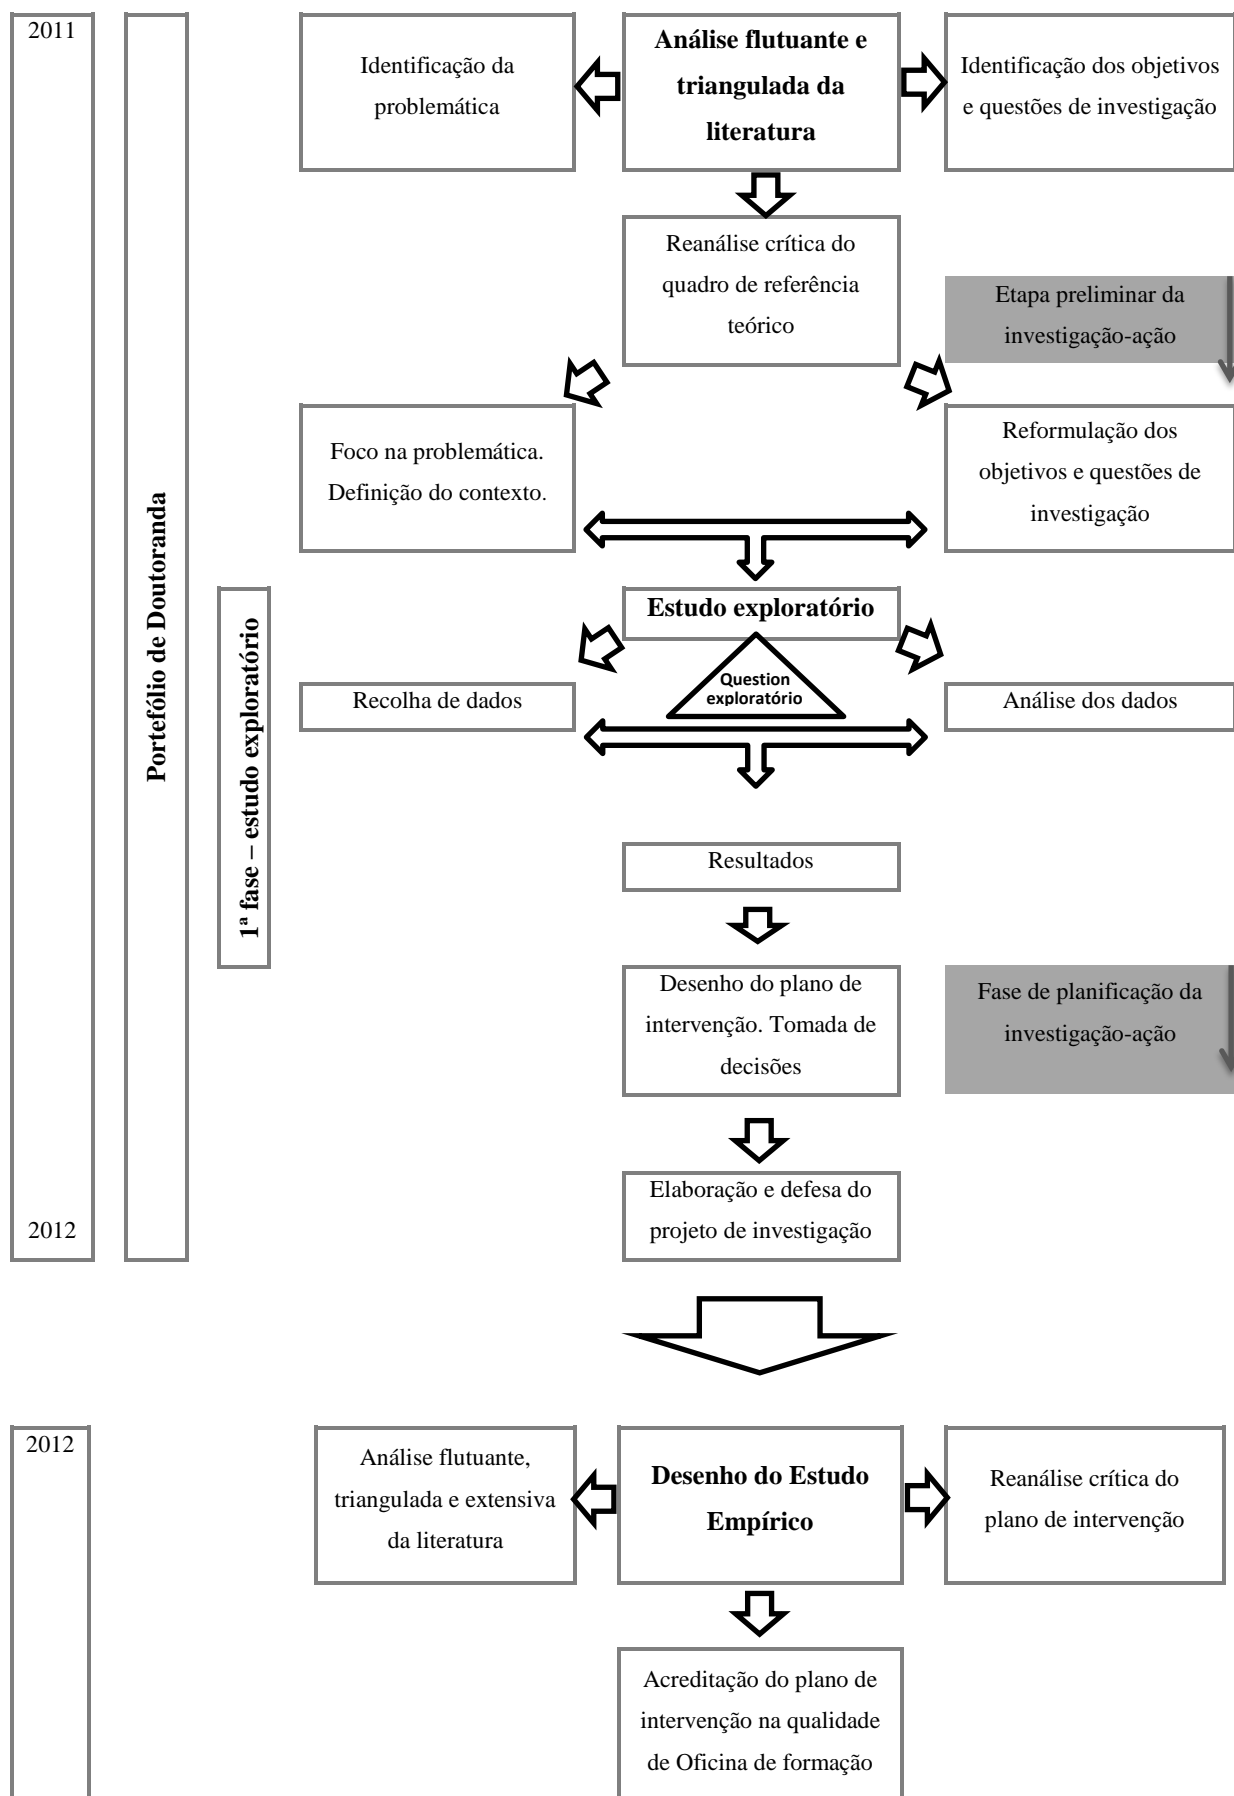 2011
Portefólio de Doutoranda
1ª fase – estudo exploratório
Identificação da
problemática
Análise flutuante e
triangulada da
literatura
Identificação dos objetivos
e questões de investigação
Reanálise crítica do
quadro de referência
teórico
Etapa preliminar da
investigação-ação
Foco na problemática.
Definição do contexto.
Reformulação dos
objetivos e questões de
investigação
Estudo exploratório
Question
exploratório
Recolha de dados
Análise dos dados
Resultados
Desenho do plano de
intervenção. Tomada de
decisões
Fase de planificação da
investigação-ação
Elaboração e defesa do
projeto de investigação
2012
2012
Análise flutuante,
triangulada e extensiva
da literatura
Desenho do Estudo
Empírico
Reanálise crítica do
plano de intervenção
Acreditação do plano de
intervenção na qualidade
de Oficina de formação